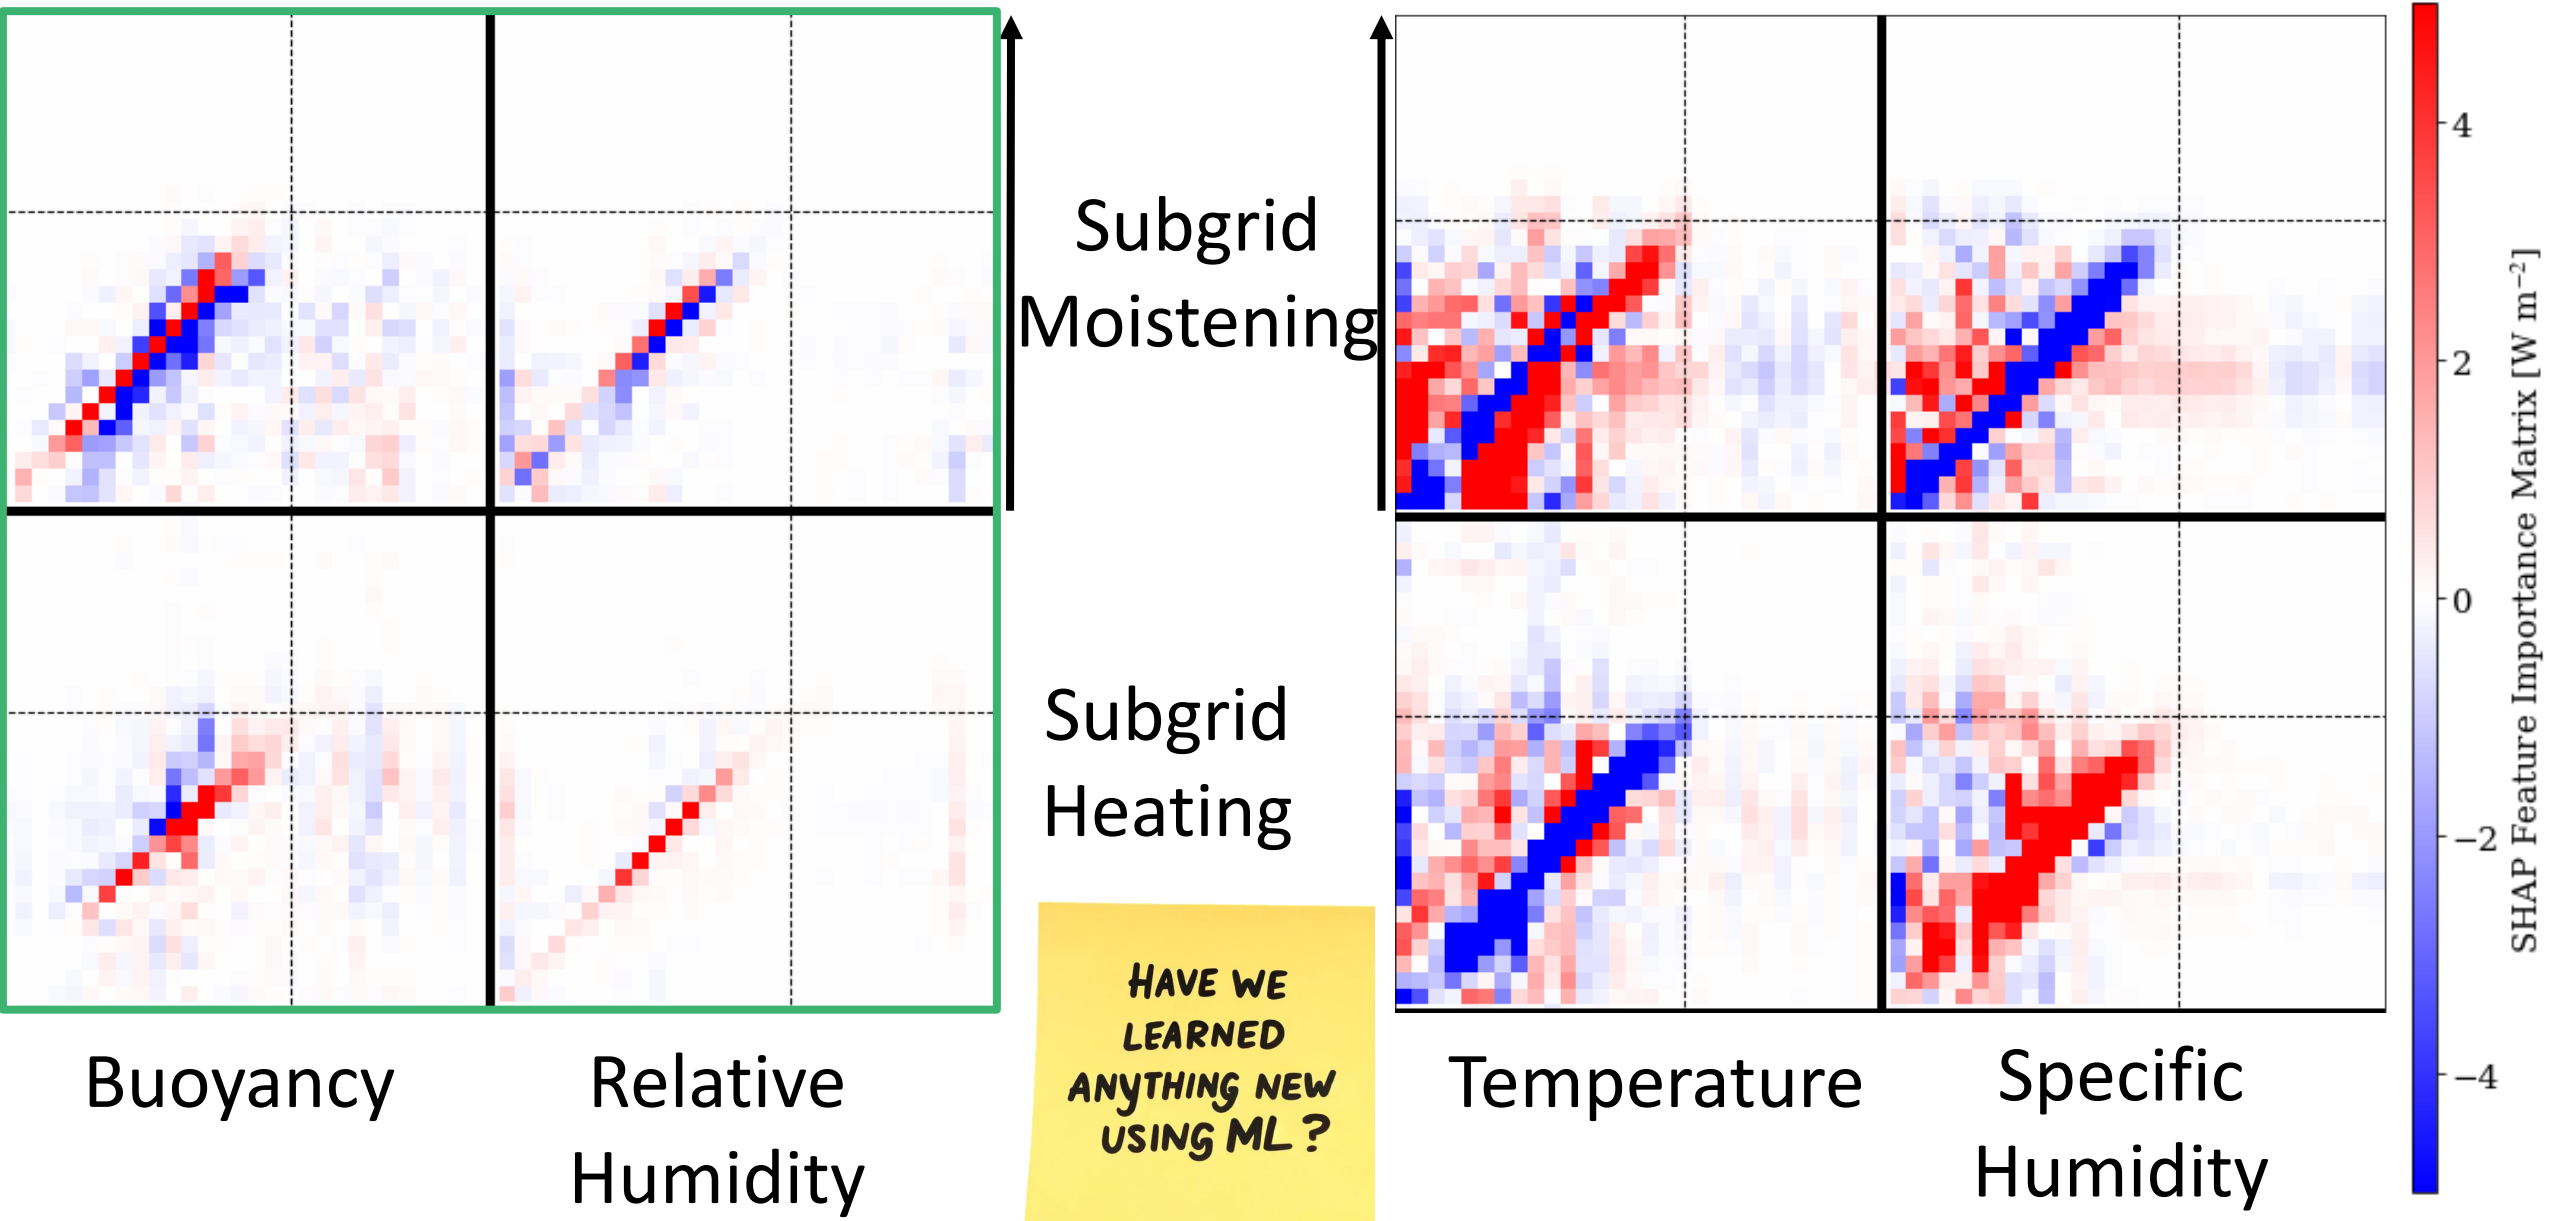 Subgrid
Moistening
Subgrid
Heating
HAVE WE
LEARNED
ANYTHING NEW
USING ML?
Buoyancy
Relative
Humidity
Temperature
Specific
Humidity
4
2
0
−2
−4
SHAP Feature Importance Matrix [W m⁻²]